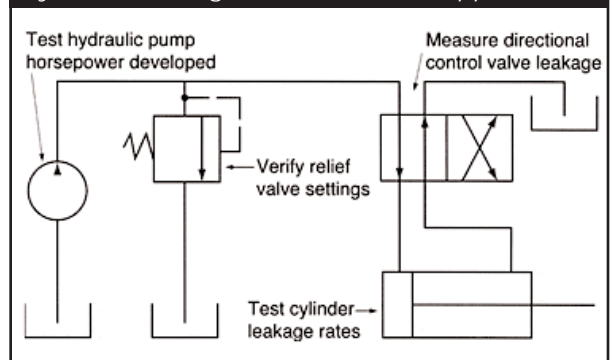 Test hydraulic pump
horsepower developed
Measure directional
control valve leakage
Verify relief
valve settings
Test cylinder
leakage rates